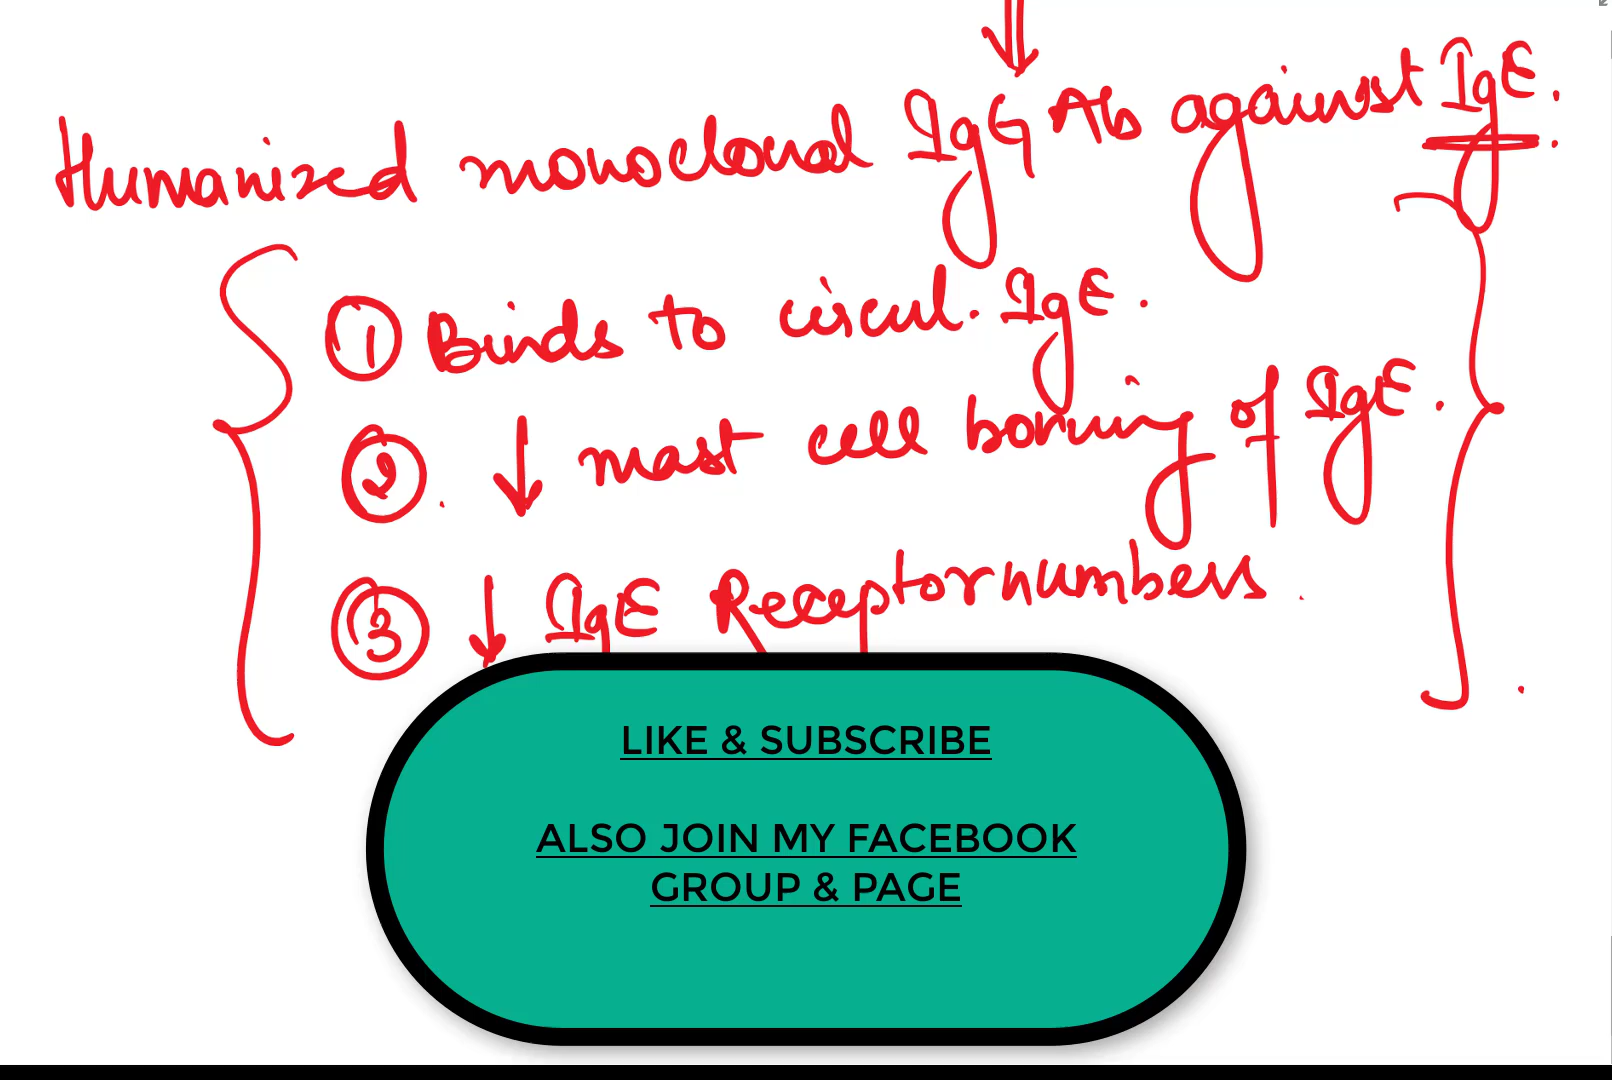 ⇓
Humanized monoclonal IgG Ab against IgE.
① Binds to circul. IgE.
②. ↓ mast cell boning of IgE.
③ ↓ IgE Receptor numbers.
LIKE & SUBSCRIBE
ALSO JOIN MY FACEBOOK
GROUP & PAGE